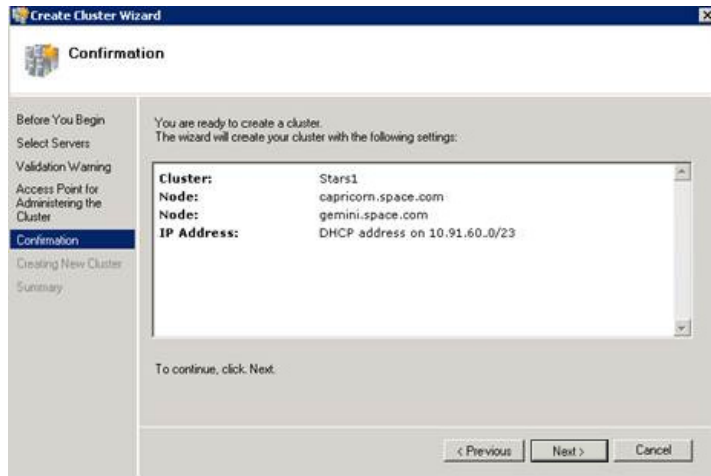 Create Cluster Wizard
Confirmation
Before You Begin
Select Servers
Validation Warning
Access Point for
Administering the
Cluster
Confirmation
Creating New Cluster
Summary
You are ready to create a cluster.
The wizard will create your cluster with the following settings:
Cluster: Stars1
Node: capricorn.space.com
Node: gemini.space.com
IP Address: DHCP address on 10.91.60.0/23
To continue, click Next.
< Previous
Next >
Cancel